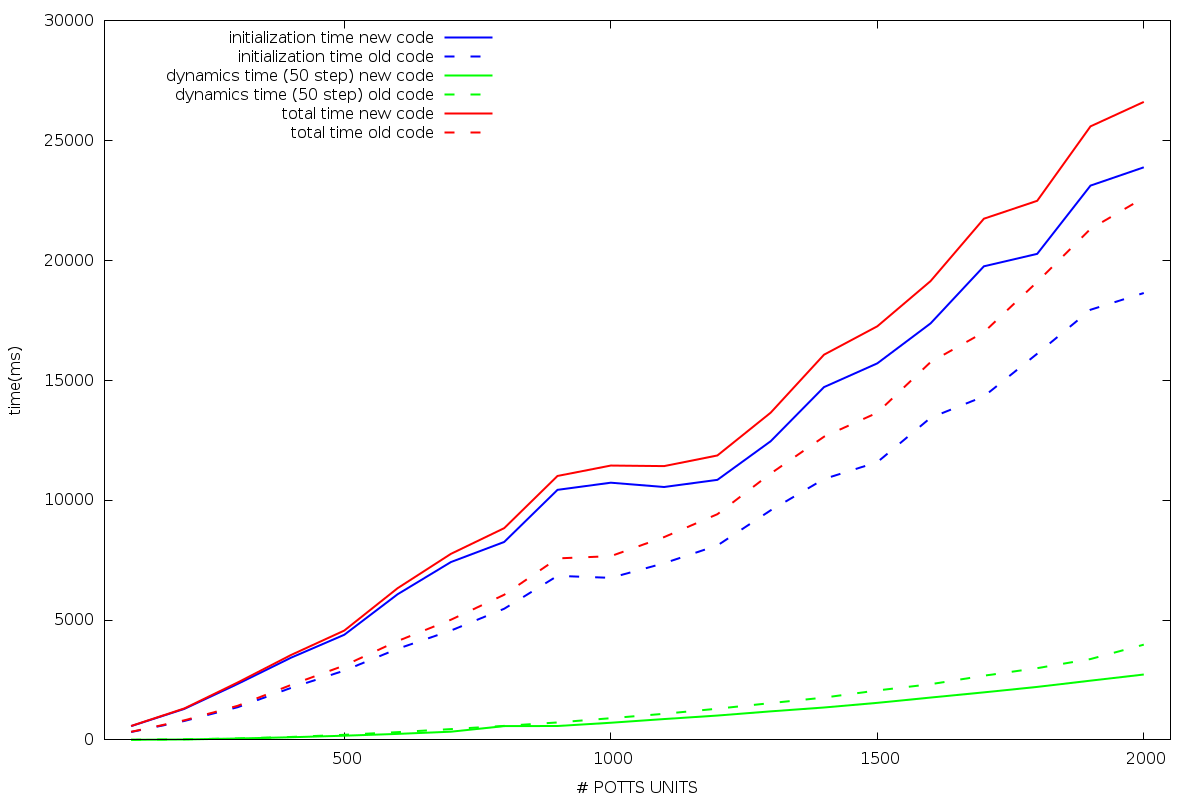 30000
25000
20000
15000
10000
5000
0
time(ms)
initialization time new code
initialization time old code
dynamics time (50 step) new code
dynamics time (50 step) old code
total time new code
total time old code
500
1000
1500
2000
# POTTS UNITS